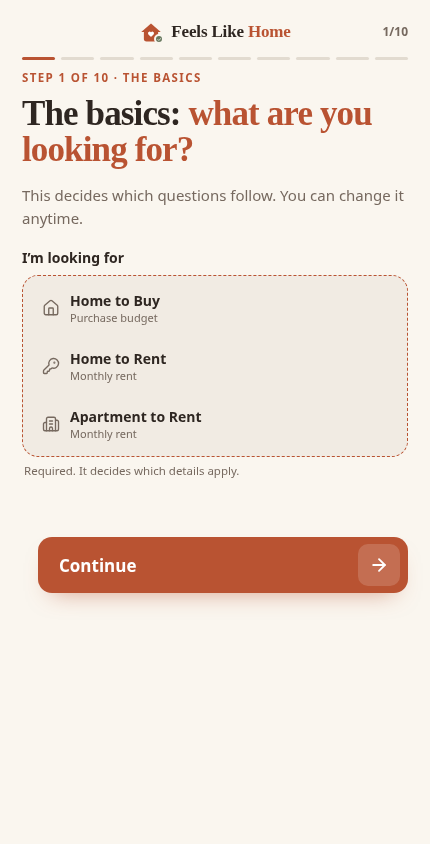 Feels Like Home
1/10
STEP 1 OF 10 · THE BASICS
The basics: what are you
looking for?
This decides which questions follow. You can change it
anytime.
I’m looking for
Home to Buy
Purchase budget
Home to Rent
Monthly rent
Apartment to Rent
Monthly rent
Required. It decides which details apply.
Continue